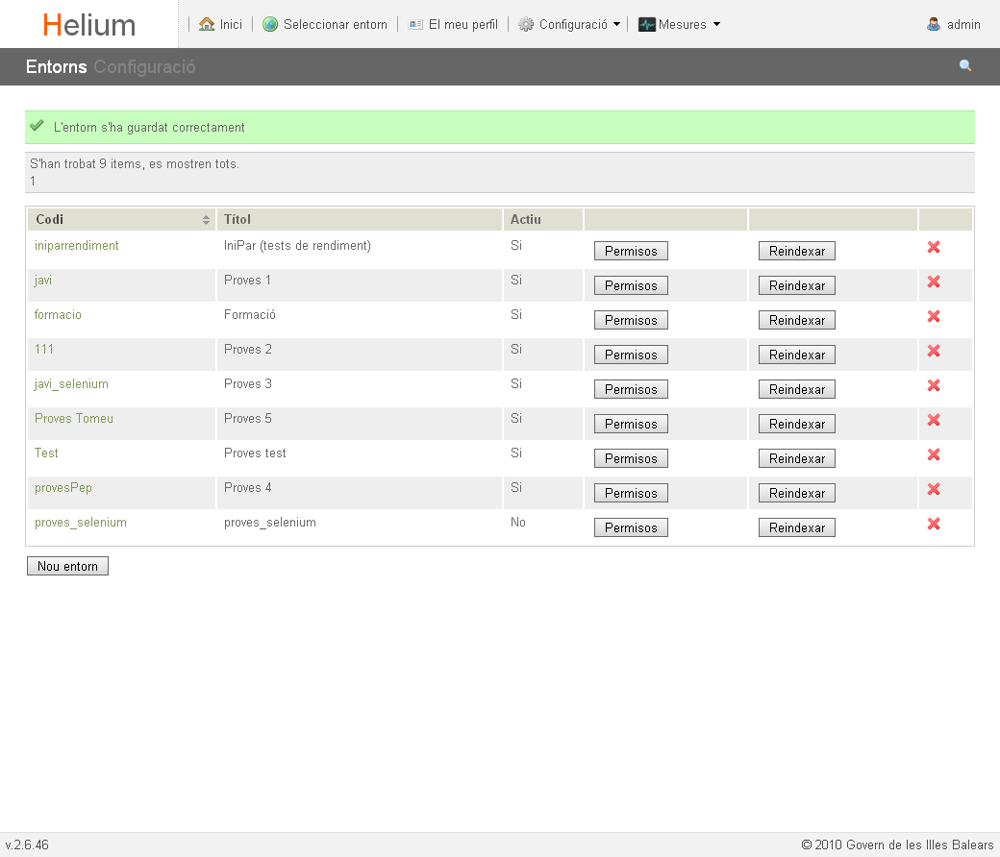 Helium Inici Seleccionar entorn El meu perfil Configuració Mesures admin
Entorns Configuració
L'entorn s'ha guardat correctament
S'han trobat 9 items, es mostren tots.
1
Codi Títol Actiu
iniparrendiment IniPar (tests de rendiment) Si Permisos Reindexar
javi Proves 1 Si Permisos Reindexar
formacio Formació Si Permisos Reindexar
111 Proves 2 Si Permisos Reindexar
javi_selenium Proves 3 Si Permisos Reindexar
Proves Tomeu Proves 5 Si Permisos Reindexar
Test Proves test Si Permisos Reindexar
provesPep Proves 4 Si Permisos Reindexar
proves_selenium proves_selenium No Permisos Reindexar
Nou entorn
v.2.6.46 © 2010 Govern de les Illes Balears